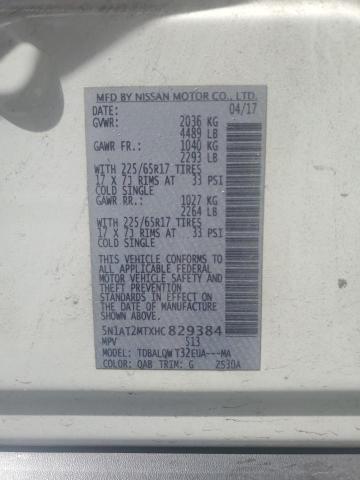 MFD BY NISSAN MOTOR CO., LTD.
DATE: 04/17
GVWR: 2036 KG
4489 LB
GAWR FR.: 1040 KG
2293 LB
WITH 225/65R17 TIRES
17 X 7J RIMS AT 33 PSI
COLD SINGLE
GAWR RR.: 1027 KG
2264 LB
WITH 225/65R17 TIRES
17 X 7J RIMS AT 33 PSI
COLD SINGLE
THIS VEHICLE CONFORMS
TO ALL APPLICABLE FEDERAL
MOTOR VEHICLE SAFETY AND
THEFT PREVENTION
STANDARDS IN EFFECT ON
THE DATE OF MANUFACTURE
SHOWN ABOVE.
5N1AT2MTXHC829384
MPV S13
MODEL: TDBALQW T32EUA---MA
COLOR: QAB TRIM: G 2530A